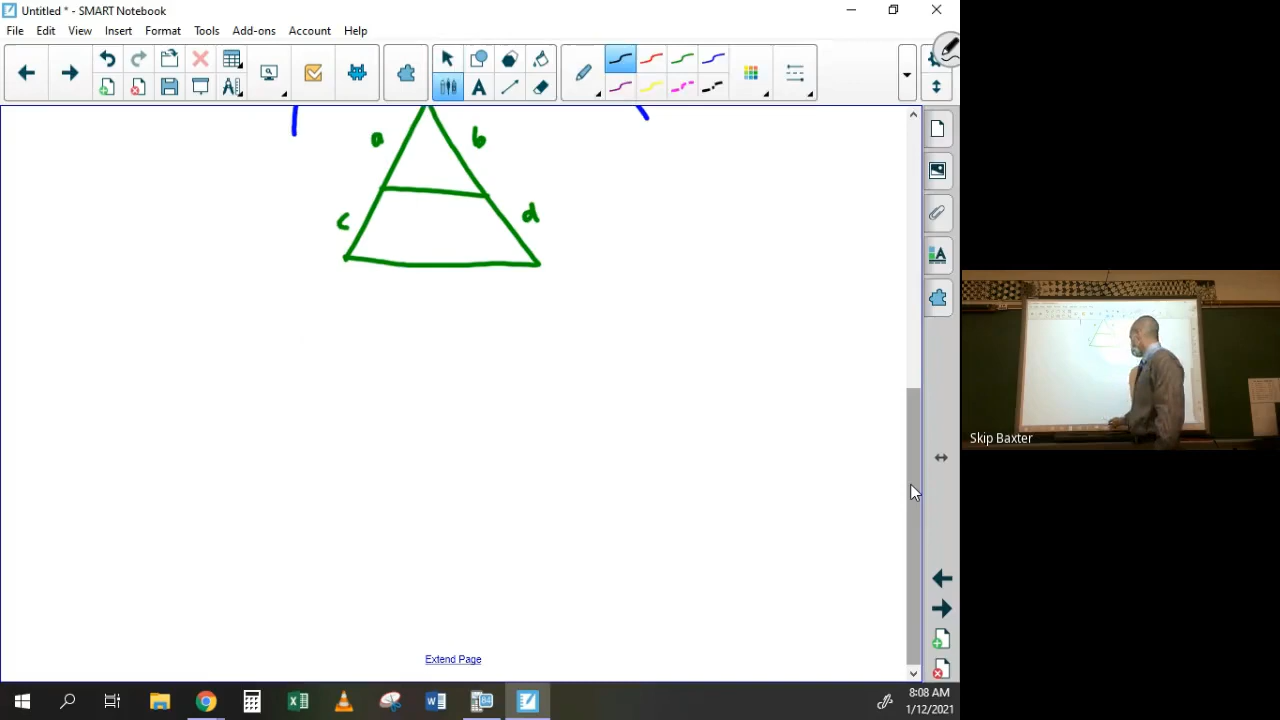 Untitled * - SMART Notebook
File Edit View Insert Format Tools Add-ons Account Help
a b
c d
Extend Page
Skip Baxter
8:08 AM
1/12/2021